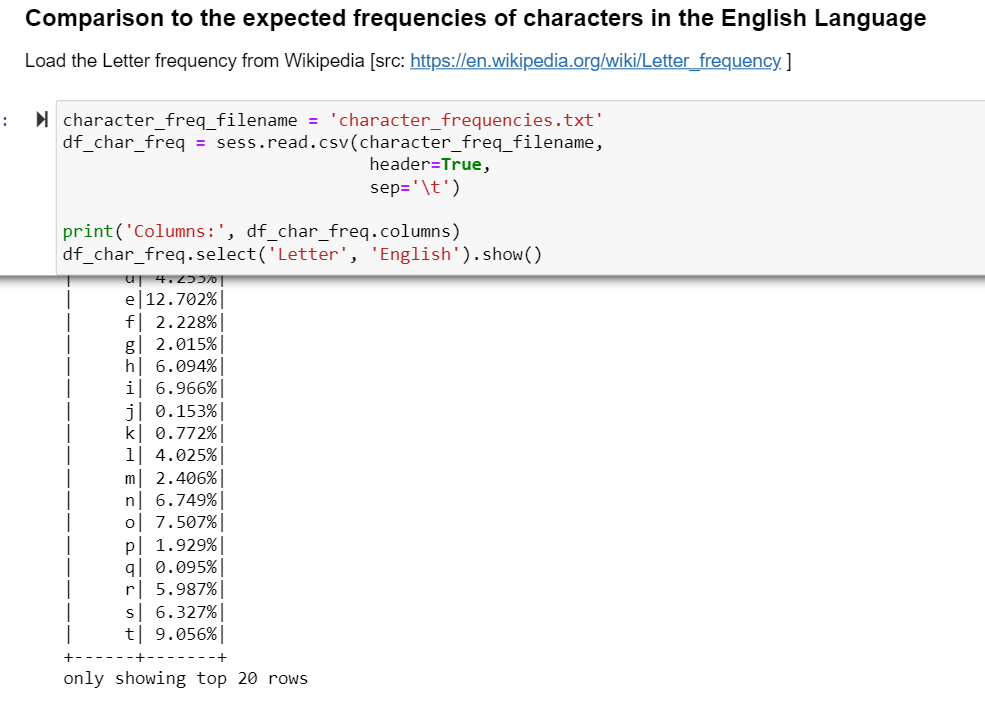 Comparison to the expected frequencies of characters in the English Language
Load the Letter frequency from Wikipedia [src: https://en.wikipedia.org/wiki/Letter_frequency ]
:
character_freq_filename = 'character_frequencies.txt'
df_char_freq = sess.read.csv(character_freq_filename,
                             header=True,
                             sep='\t')
print('Columns:', df_char_freq.columns)
df_char_freq.select('Letter', 'English').show()
|     d| 4.253%|
|     e|12.702%|
|     f| 2.228%|
|     g| 2.015%|
|     h| 6.094%|
|     i| 6.966%|
|     j| 0.153%|
|     k| 0.772%|
|     l| 4.025%|
|     m| 2.406%|
|     n| 6.749%|
|     o| 7.507%|
|     p| 1.929%|
|     q| 0.095%|
|     r| 5.987%|
|     s| 6.327%|
|     t| 9.056%|
+------+-------+
only showing top 20 rows